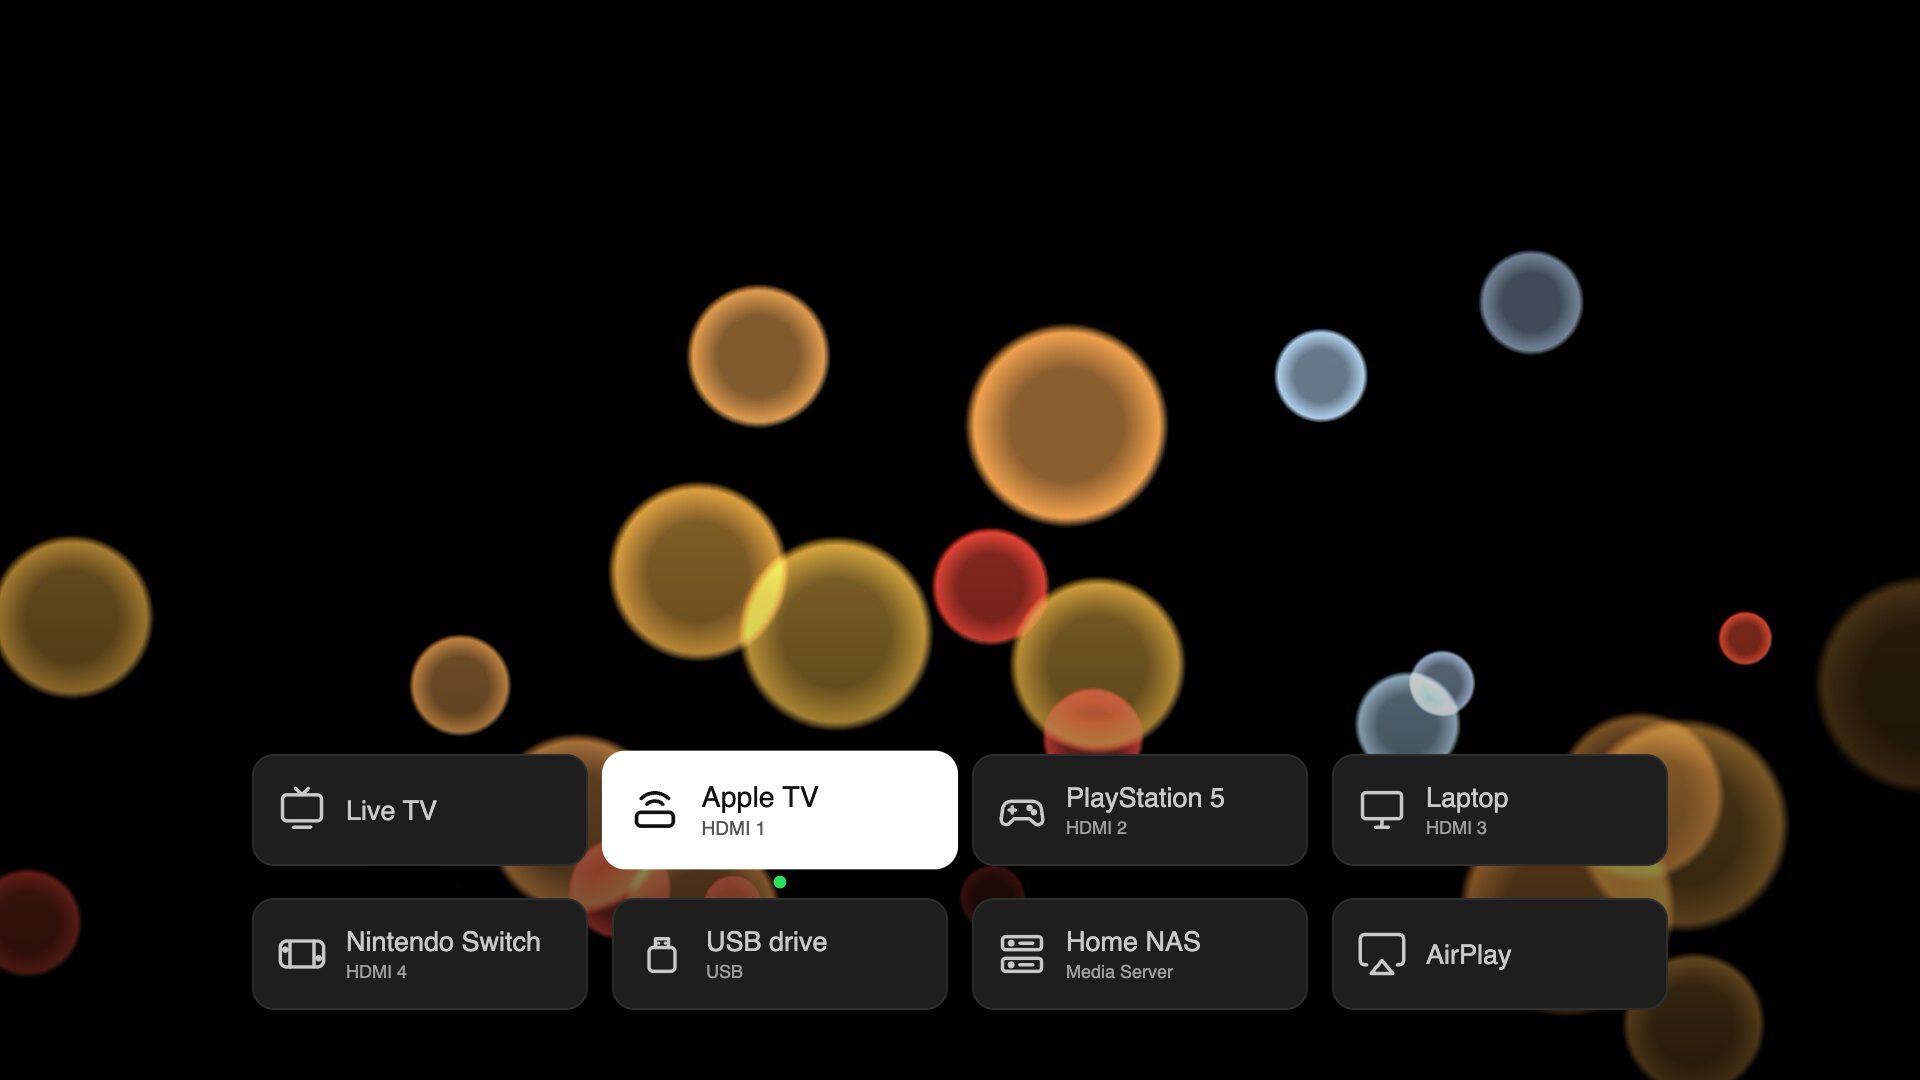 Live TV
Apple TV
HDMI 1
PlayStation 5
HDMI 2
Laptop
HDMI 3
Nintendo Switch
HDMI 4
USB drive
USB
Home NAS
Media Server
AirPlay